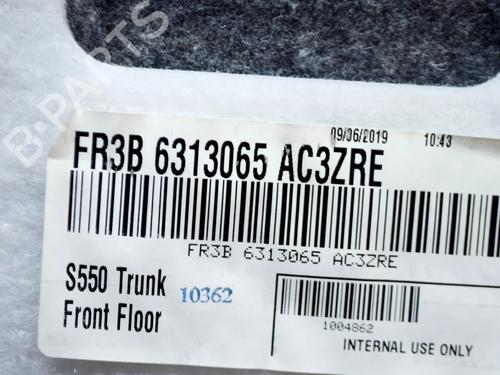 B-PARTS
09/06/2019 10:43
FR3B 6313065 AC3ZRE
FR3B 6313065 AC3ZRE
S550 Trunk 10362
Front Floor
1004862
INTERNAL USE ONLY